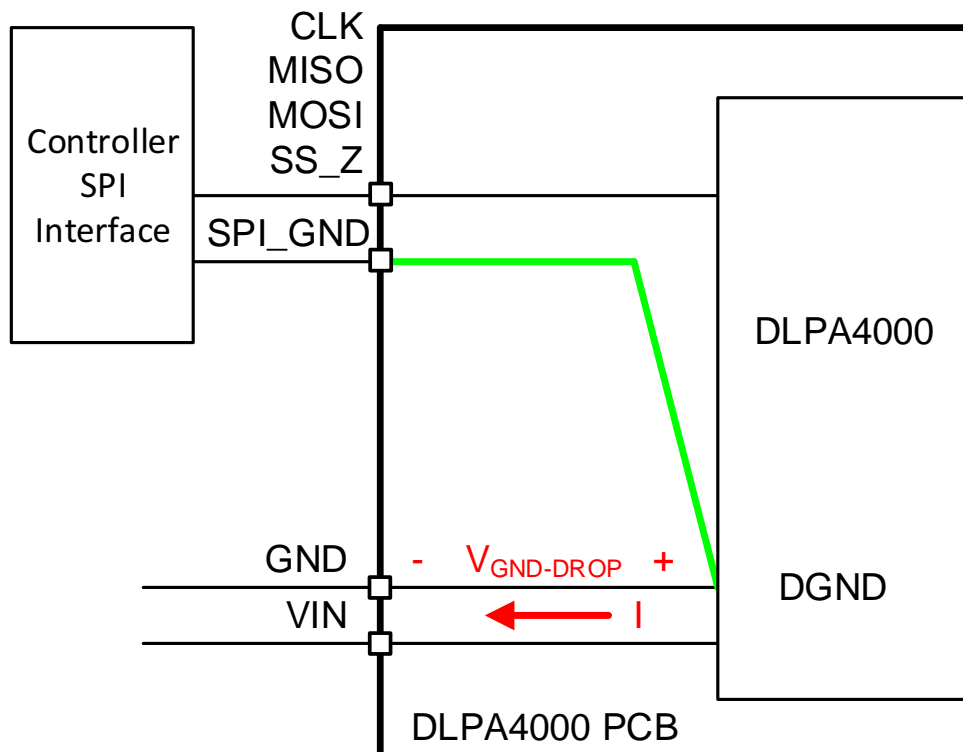 CLK
MISO
MOSI
SS_Z
Controller
SPI
Interface
SPI_GND
DLPA4000
GND
- VGND-DROP +
DGND
VIN
I
DLPA4000 PCB